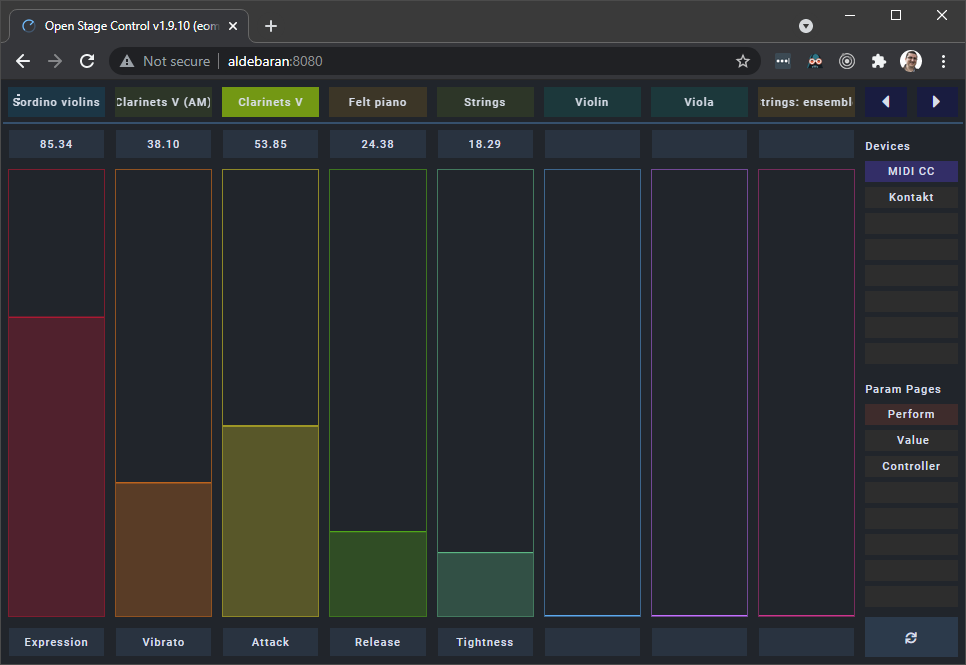 Open Stage Control v1.9.10 (eom
Not secure
aldebaran:8080
Sordino violins
Clarinets V (AM)
Clarinets V
Felt piano
Strings
Violin
Viola
trings: ensembl
85.34
38.10
53.85
24.38
18.29
Devices
MIDI CC
Kontakt
Param Pages
Perform
Value
Controller
Expression
Vibrato
Attack
Release
Tightness